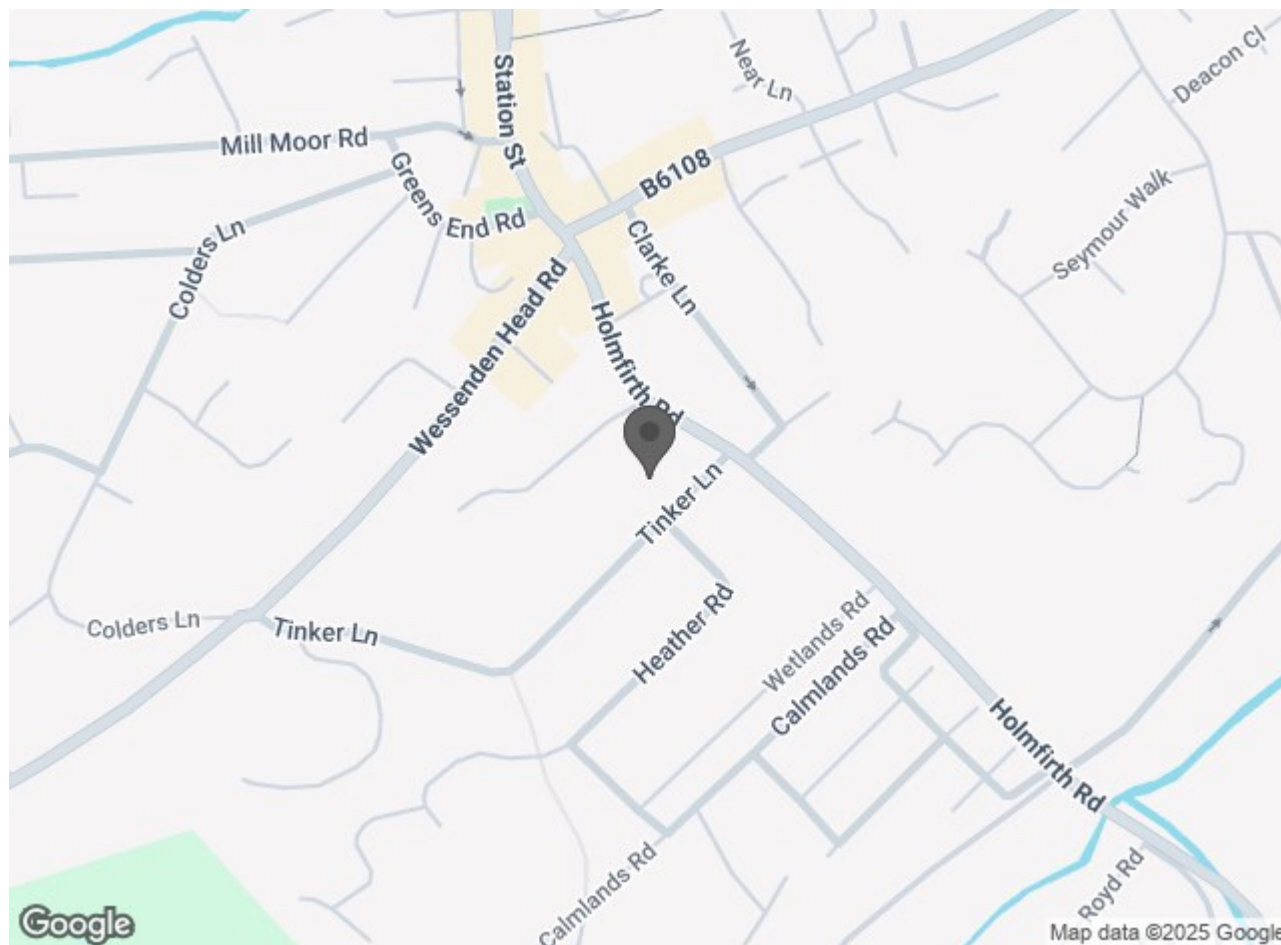 Near Ln
Deacon Cl
Station St
Mill Moor Rd
B6108
Greens
End Rd
Seymour Walk
Colders Ln
Clarke Ln
Wessenden Head Rd
Holmfirth Rd
Tinker Ln
Heather Rd
Wetlands Rd
Calmlands Rd
Colders Ln
Tinker Ln
Holmfirth Rd
Calmlands Rd
Royd Rd
Google
Map data ©2025 Google